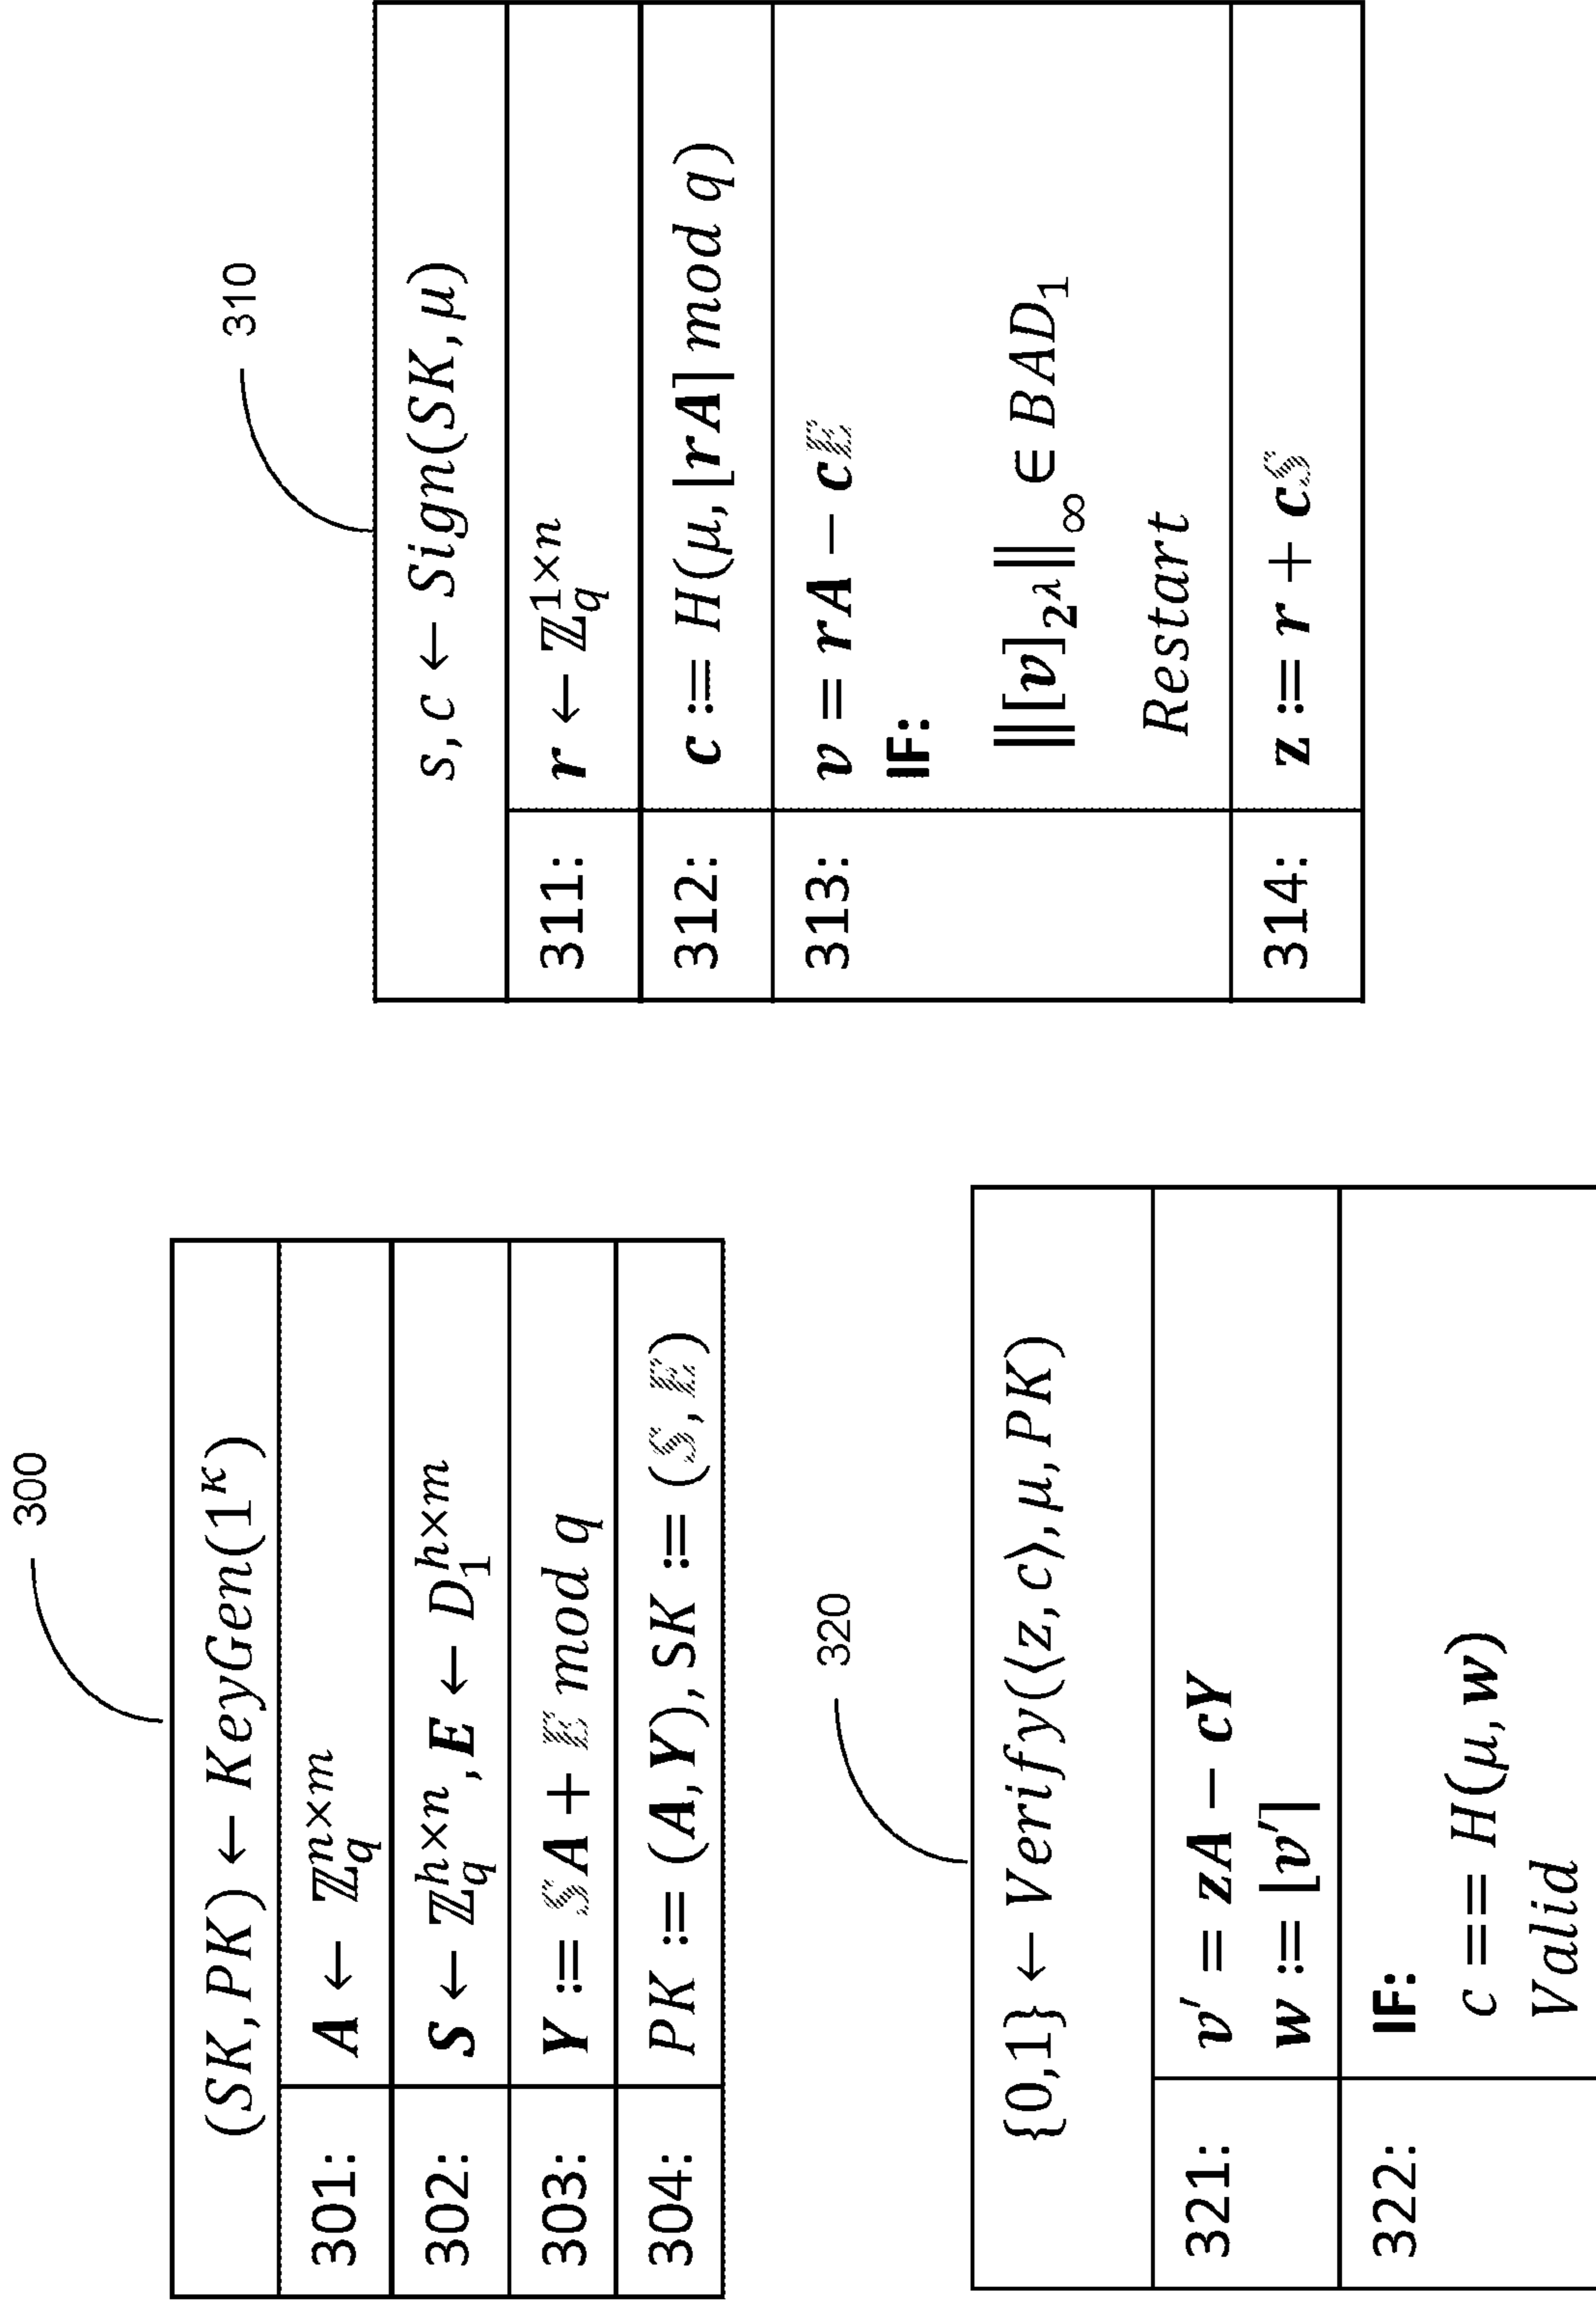 300
(SK, PK) ← KeyGen(1^κ)
301: A ← ℤ_q^{n×m}
302: S ← ℤ_q^{h×n}, E ← D_1^{h×m}
303: Y ≔ 𝕊A + 𝔼 mod q
304: PK ≔ (A, Y), SK ≔ (𝕊, 𝔼)
310
s, c ← Sign(SK, μ)
311: r ← ℤ_q^{1×n}
312: c ≔ H(μ, ⌊rA⌉ mod q)
313: v = rA − c𝔼
IF:
‖|[v]_{2^λ}‖_∞ ∈ BAD_1
Restart
314: z ≔ r + c𝕊
320
{0,1} ← Verify(⟨z, c⟩, μ, PK)
321: v′ = zA − cY
w ≔ ⌊v′⌉
322: IF:
c == H(μ, w)
Valid